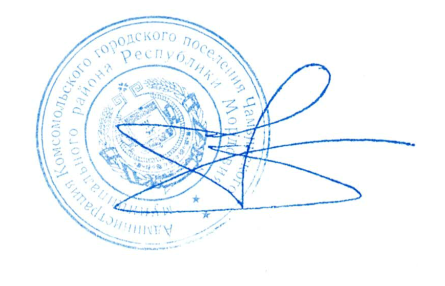 Администрация Комсомольского городского поселения Чамзинского
муниципального района Республики Мордовия